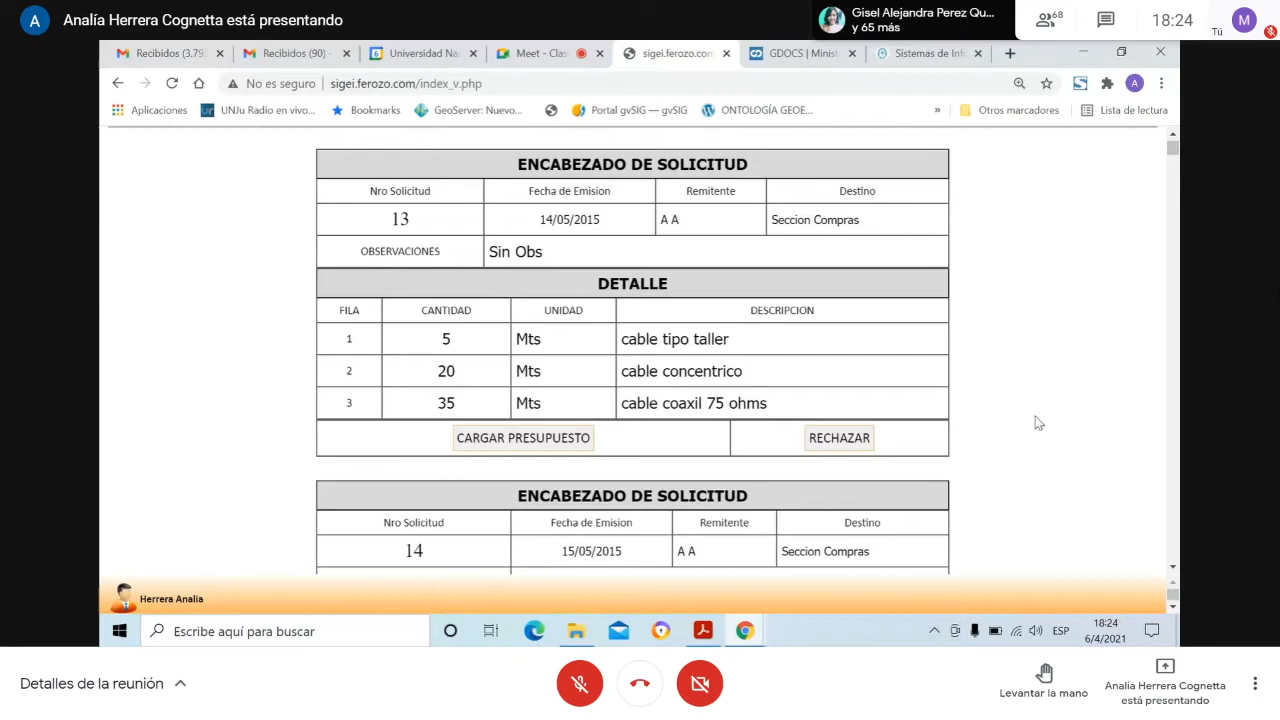 A Analía Herrera Cognetta está presentando
Gisel Alejandra Perez Qu...
y 65 más
68
18:24
Tú
M
Recibidos (3.79
Recibidos (90) -
Universidad Na
Meet - Clas
sigei.ferozo.com
GDOCS | Minist
Sistemas de Inf
No es seguro
sigei.ferozo.com/index_v.php
A
Aplicaciones
UNJu Radio en vivo...
Bookmarks
GeoServer: Nuevo...
Portal gvSIG — gvSIG
ONTOLOGÍA GEOE...
»
Otros marcadores
Lista de lectura
ENCABEZADO DE SOLICITUD
Nro Solicitud Fecha de Emision Remitente Destino
13 14/05/2015 A A Seccion Compras
OBSERVACIONES Sin Obs
DETALLE
FILA CANTIDAD UNIDAD DESCRIPCION
1 5 Mts cable tipo taller
2 20 Mts cable concentrico
3 35 Mts cable coaxil 75 ohms
CARGAR PRESUPUESTO RECHAZAR
ENCABEZADO DE SOLICITUD
Nro Solicitud Fecha de Emision Remitente Destino
14 15/05/2015 A A Seccion Compras
Herrera Analia
Escribe aquí para buscar
ESP
18:24
6/4/2021
Detalles de la reunión
Levantar la mano
Analía Herrera Cognetta
está presentando